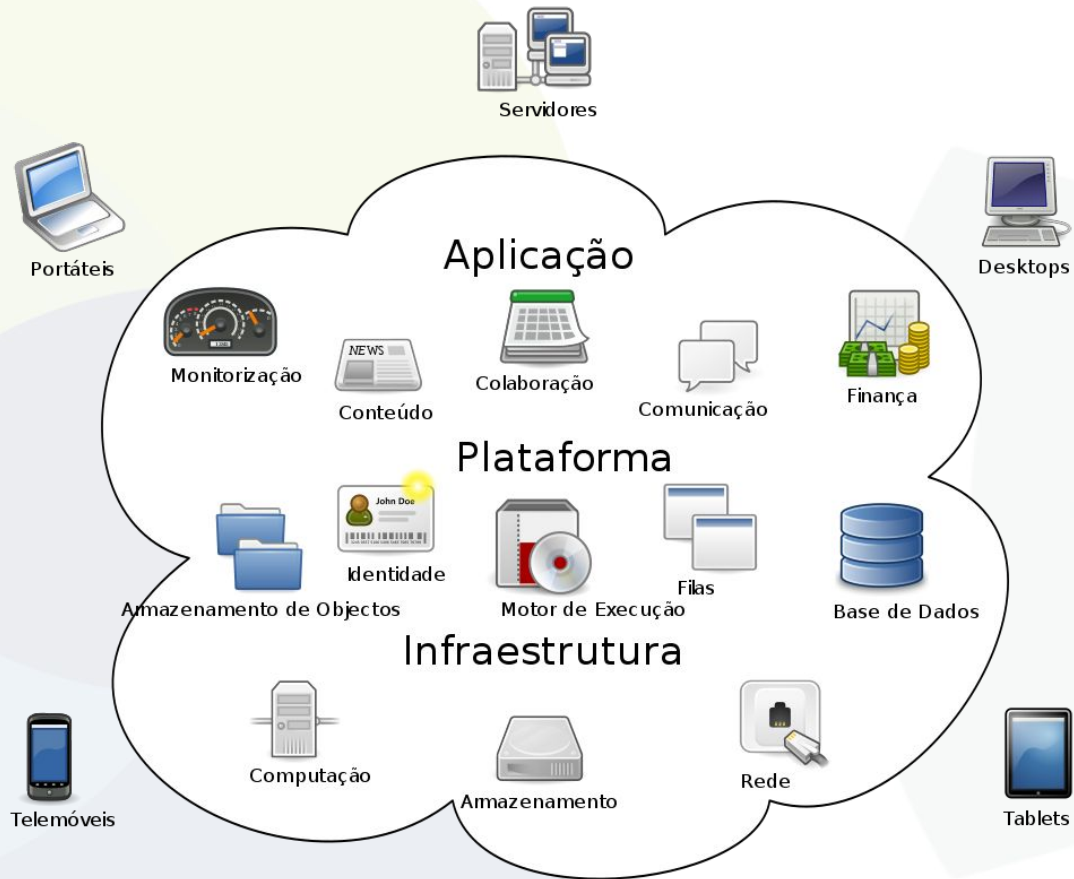 Servidores
Portáteis
Desktops
Aplicação
Monitorização
NEWS
Conteúdo
Colaboração
Comunicação
Finança
Plataforma
John Doe
Armazenamento de Objectos
Identidade
Motor de Execução
Filas
Base de Dados
Infraestrutura
Computação
Armazenamento
Rede
Telemóveis
Tablets